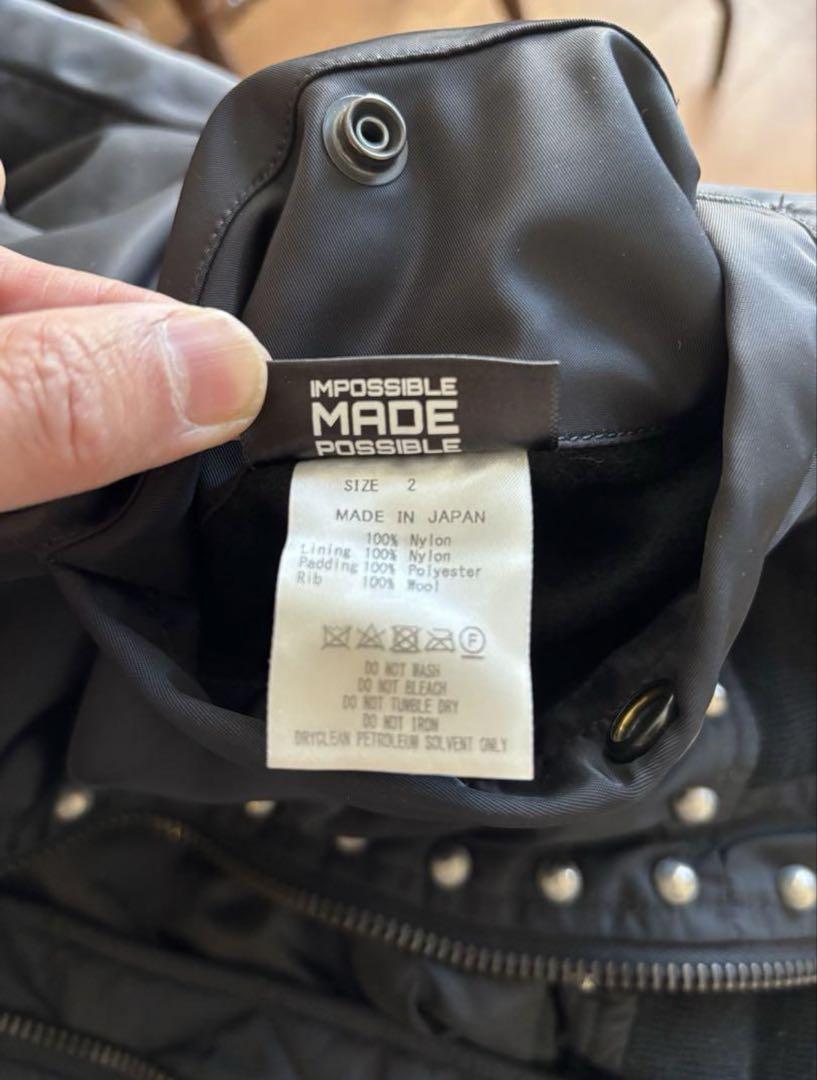 IMPOSSIBLE
MADE
POSSIBLE
SIZE 2
MADE IN JAPAN
100% Nylon
Lining 100% Nylon
Padding 100% Polyester
Rib 100% Wool
F
DO NOT WASH
DO NOT BLEACH
DO NOT TUMBLE DRY
DO NOT IRON
DRYCLEAN PETROLEUM SOLVENT ONLY